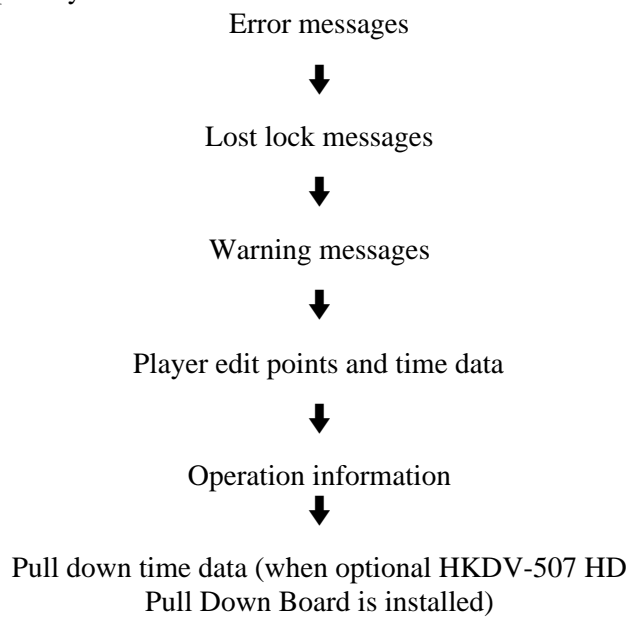 Error messages
Lost lock messages
Warning messages
Player edit points and time data
Operation information
Pull down time data (when optional HKDV-507 HD
Pull Down Board is installed)